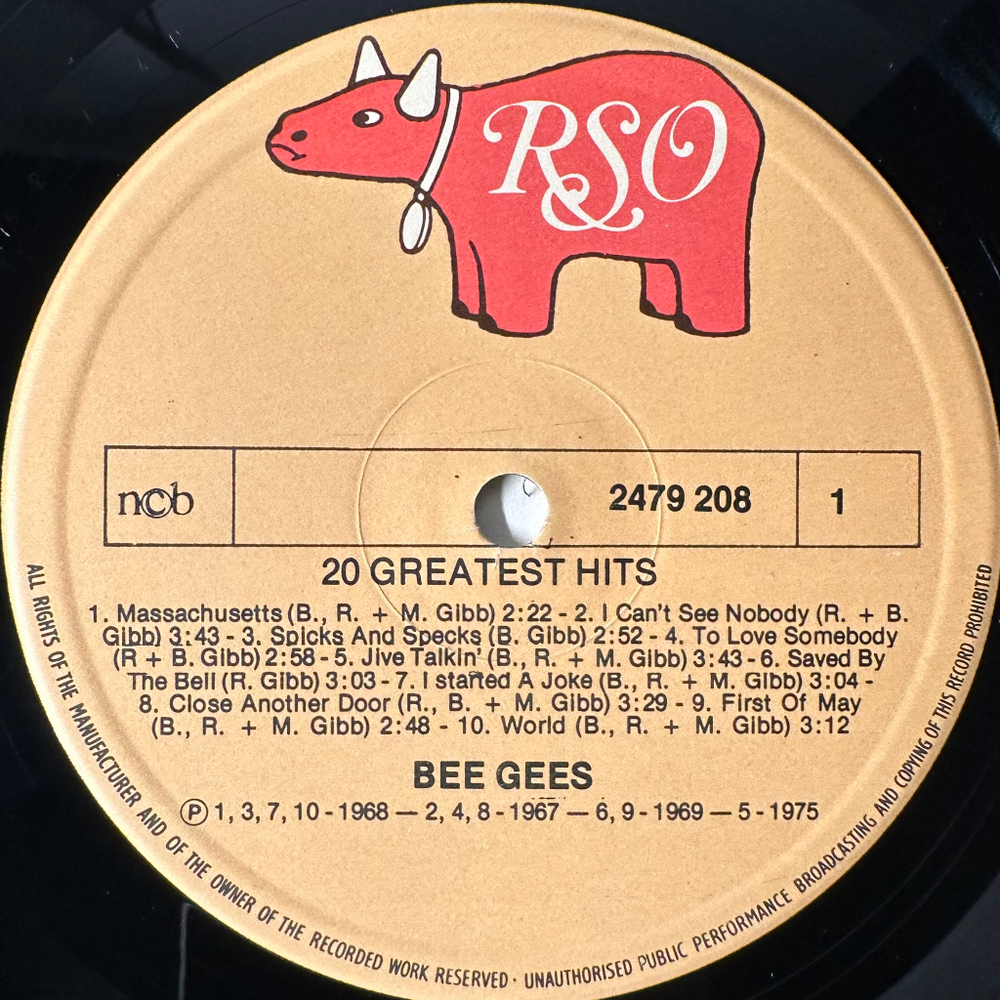 RSO
ncb
2479 208
1
20 GREATEST HITS
1. Massachusetts (B., R. + M. Gibb) 2:22 - 2. I Can't See Nobody (R. + B.
Gibb) 3:43 - 3. Spicks And Specks (B. Gibb) 2:52 - 4. To Love Somebody
(R + B. Gibb) 2:58 - 5. Jive Talkin' (B., R. + M. Gibb) 3:43 - 6. Saved By
The Bell (R. Gibb) 3:03 - 7. I started A Joke (B., R. + M. Gibb) 3:04 -
8. Close Another Door (R., B. + M. Gibb) 3:29 - 9. First Of May
(B., R. + M. Gibb) 2:48 - 10. World (B., R. + M. Gibb) 3:12
BEE GEES
Ⓟ 1, 3, 7, 10 - 1968 — 2, 4, 8 - 1967 — 6, 9 - 1969 — 5 - 1975
ALL RIGHTS OF THE MANUFACTURER AND OF THE OWNER OF THE RECORDED WORK RESERVED · UNAUTHORISED PUBLIC PERFORMANCE BROADCASTING AND COPYING OF THIS RECORD PROHIBITED